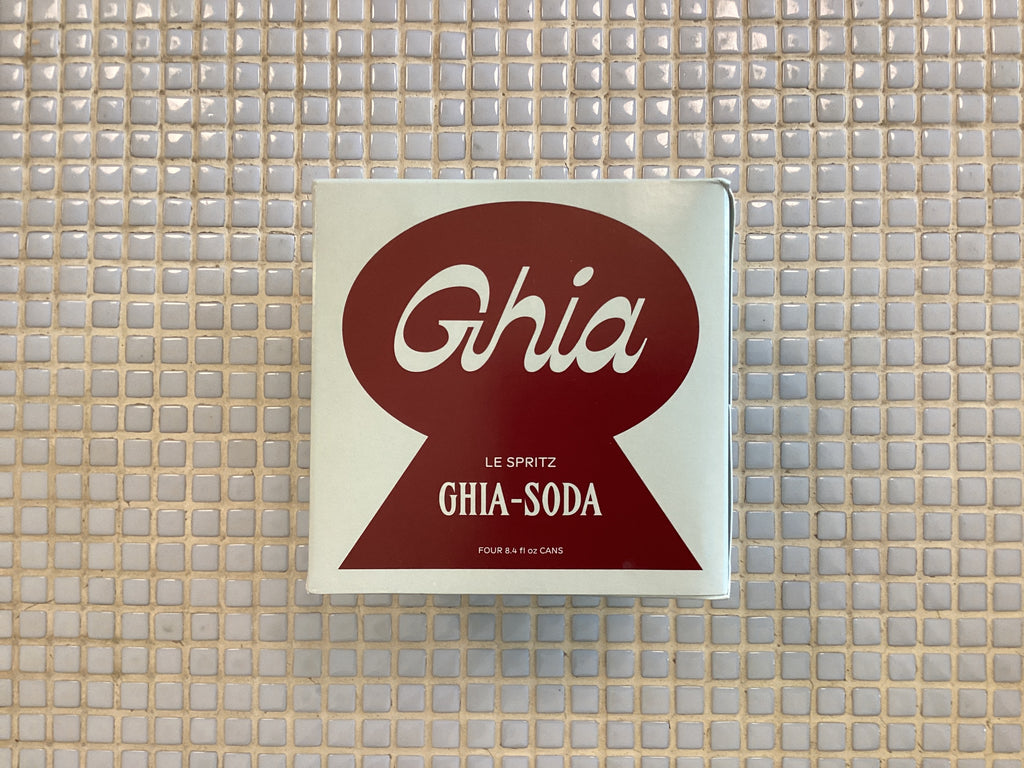 Ghia
LE SPRITZ
GHIA-SODA
FOUR 8.4 fl oz CANS